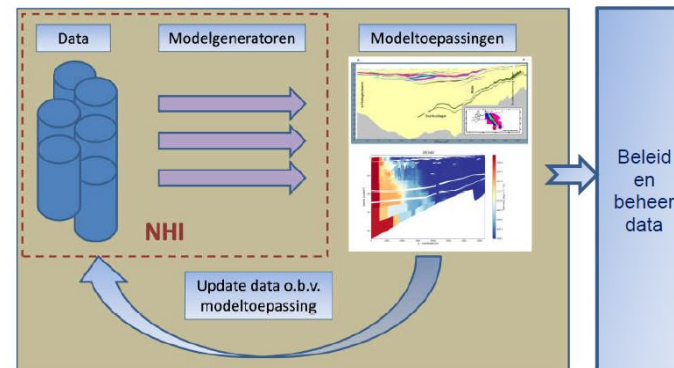 Data
Modelgeneratoren
Modeltoepassingen
NHI
Update data o.b.v.
modeltoepassing
Beleid
en
beheer
data